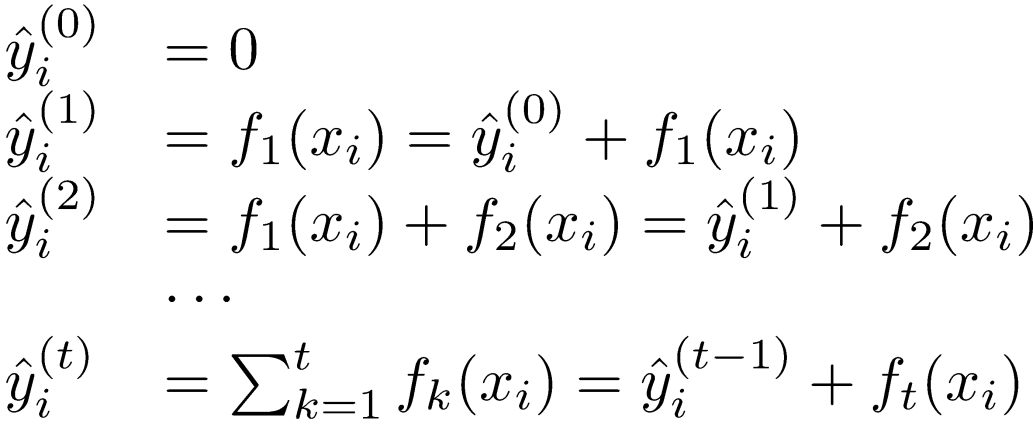 ŷ_i^{(0)} = 0
ŷ_i^{(1)} = f_1(x_i) = ŷ_i^{(0)} + f_1(x_i)
ŷ_i^{(2)} = f_1(x_i) + f_2(x_i) = ŷ_i^{(1)} + f_2(x_i)
⋯
ŷ_i^{(t)} = ∑_{k=1}^{t} f_k(x_i) = ŷ_i^{(t−1)} + f_t(x_i)